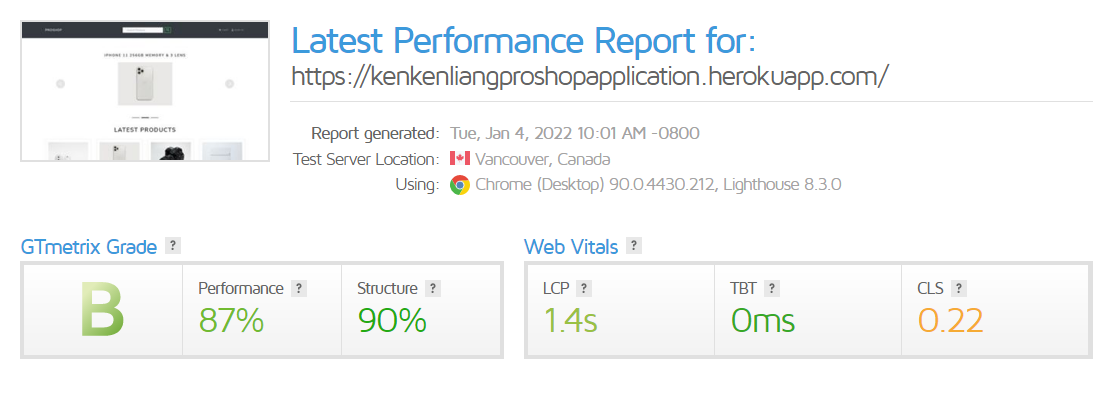 PROSHOP
IPHONE 11 256GB MEMORY & 3 LENS
LATEST PRODUCTS
Latest Performance Report for:
https://kenkenliangproshopapplication.herokuapp.com/
Report generated: Tue, Jan 4, 2022 10:01 AM -0800
Test Server Location: Vancouver, Canada
Using: Chrome (Desktop) 90.0.4430.212, Lighthouse 8.3.0
GTmetrix Grade ?
Web Vitals ?
B
Performance ?
87%
Structure ?
90%
LCP ?
1.4s
TBT ?
0ms
CLS ?
0.22